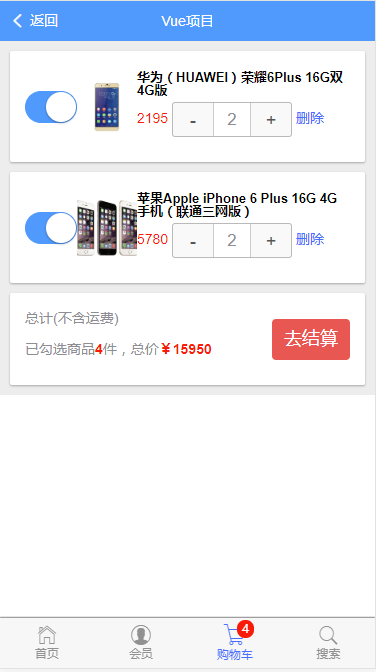 返回
Vue项目
华为（HUAWEI）荣耀6Plus 16G双
4G版
2195 - 2 + 删除
苹果Apple iPhone 6 Plus 16G 4G
手机（联通三网版）
5780 - 2 + 删除
总计(不含运费)
已勾选商品4件，总价￥15950
去结算
4
首页 会员 购物车 搜索